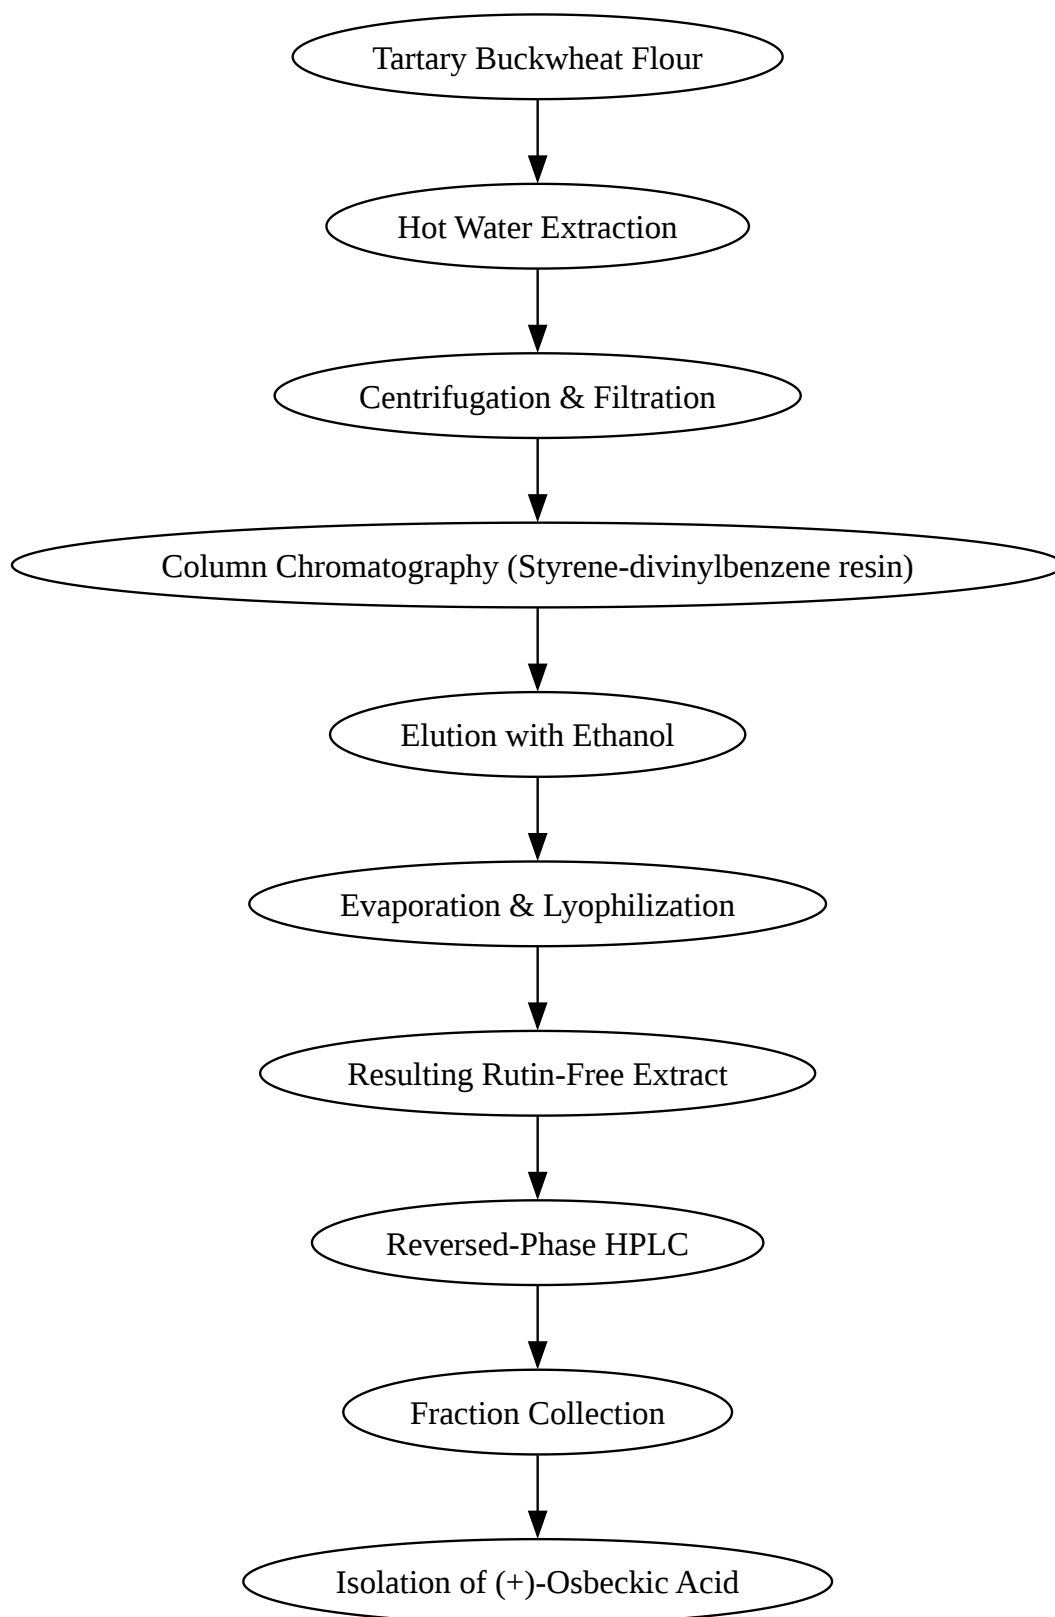 Tartary Buckwheat Flour
Hot Water Extraction
Centrifugation & Filtration
Column Chromatography (Styrene-divinylbenzene resin)
Elution with Ethanol
Evaporation & Lyophilization
Resulting Rutin-Free Extract
Reversed-Phase HPLC
Fraction Collection
Isolation of (+)-Osbeckic Acid